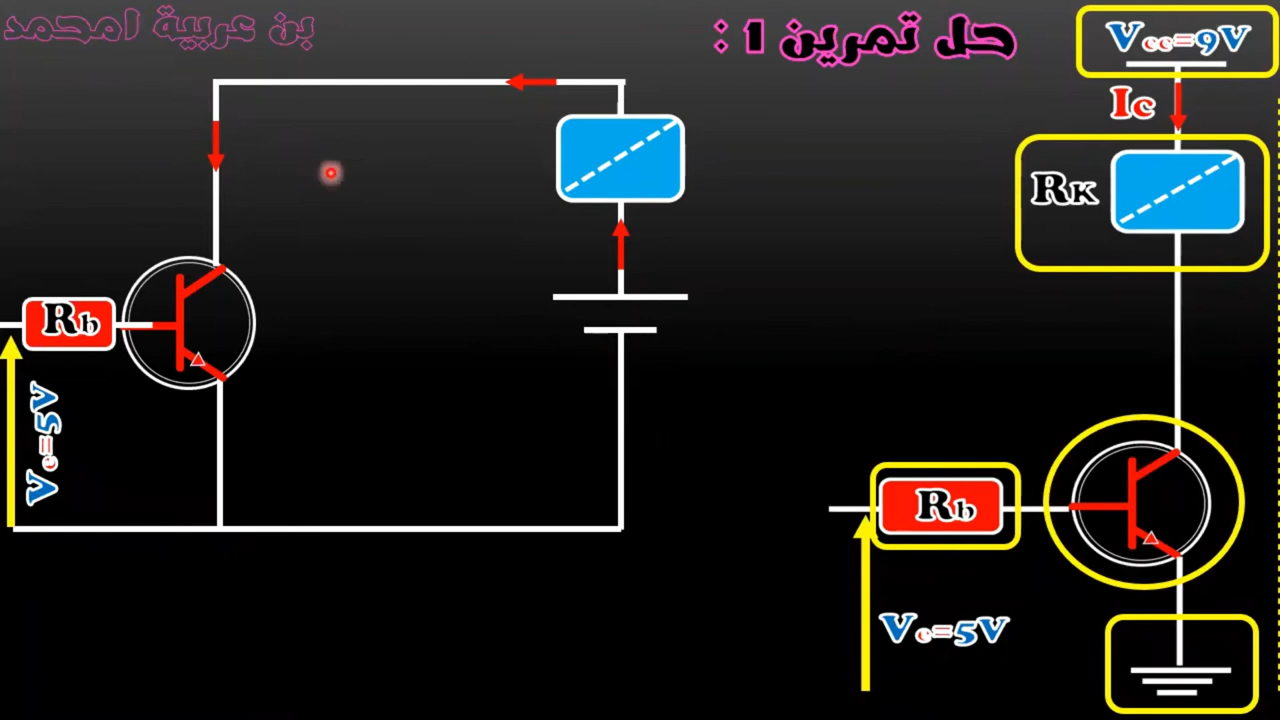 بن عربية امحمد
حل تمرين 1 :
Vcc=9V
Ic
RK
Rb
Ve=5V
Rb
Ve=5V